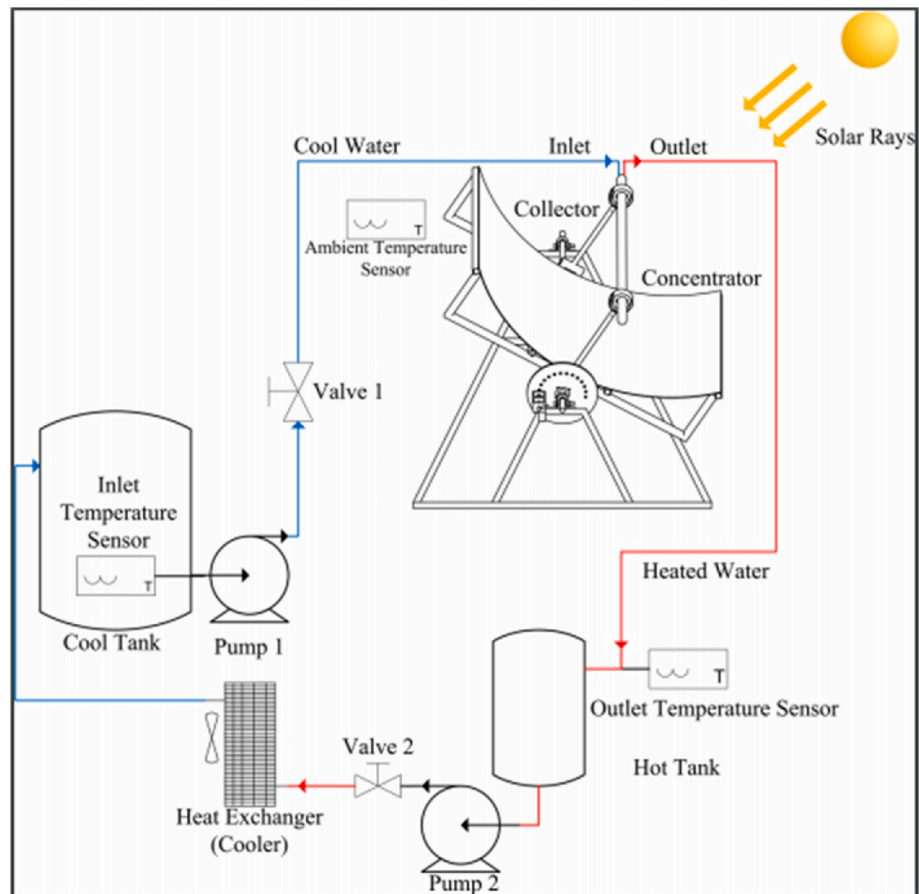 Solar Rays
Cool Water
Inlet
Outlet
Collector
Ambient Temperature
Sensor
T
Concentrator
Valve 1
Inlet
Temperature
Sensor
T
Cool Tank
Pump 1
Heated Water
T
Outlet Temperature Sensor
Hot Tank
Valve 2
Heat Exchanger
(Cooler)
Pump 2